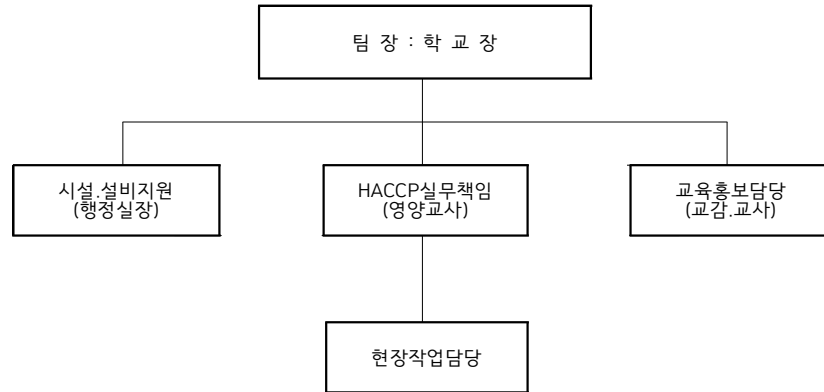 팀 장 : 학 교 장
시설.설비지원
(행정실장)
HACCP실무책임
(영양교사)
교육홍보담당
(교감.교사)
현장작업담당